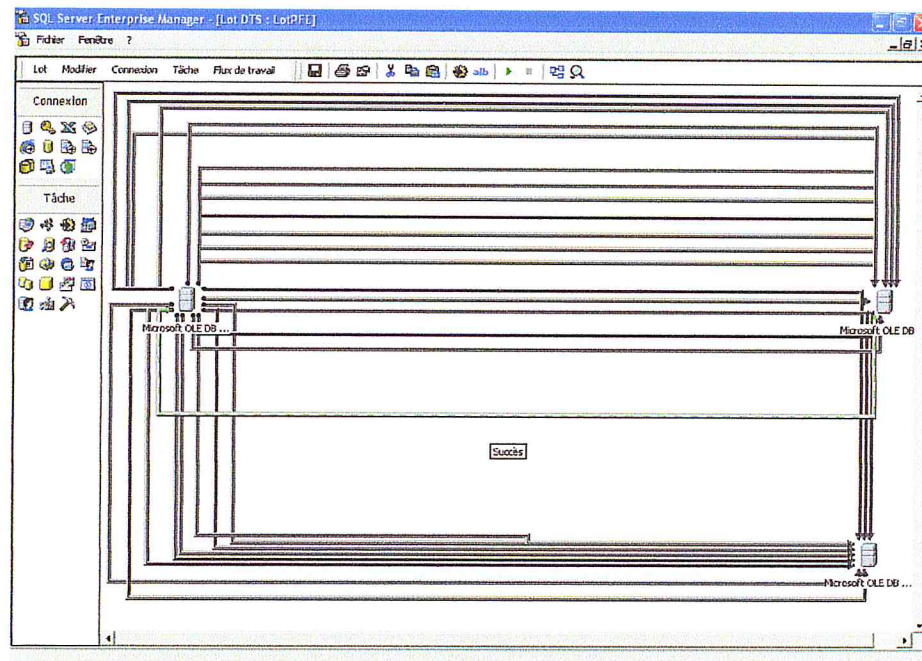 SQL Server Enterprise Manager - [Lot DTS : LotPFE]
Fichier Fenêtre ?
Lot Modifier Connexion Tâche Flux de travail alb
Connexion
Tâche
Microsoft OLE DB ...
Microsoft OLE DB
Succès
Microsoft OLE DB ...